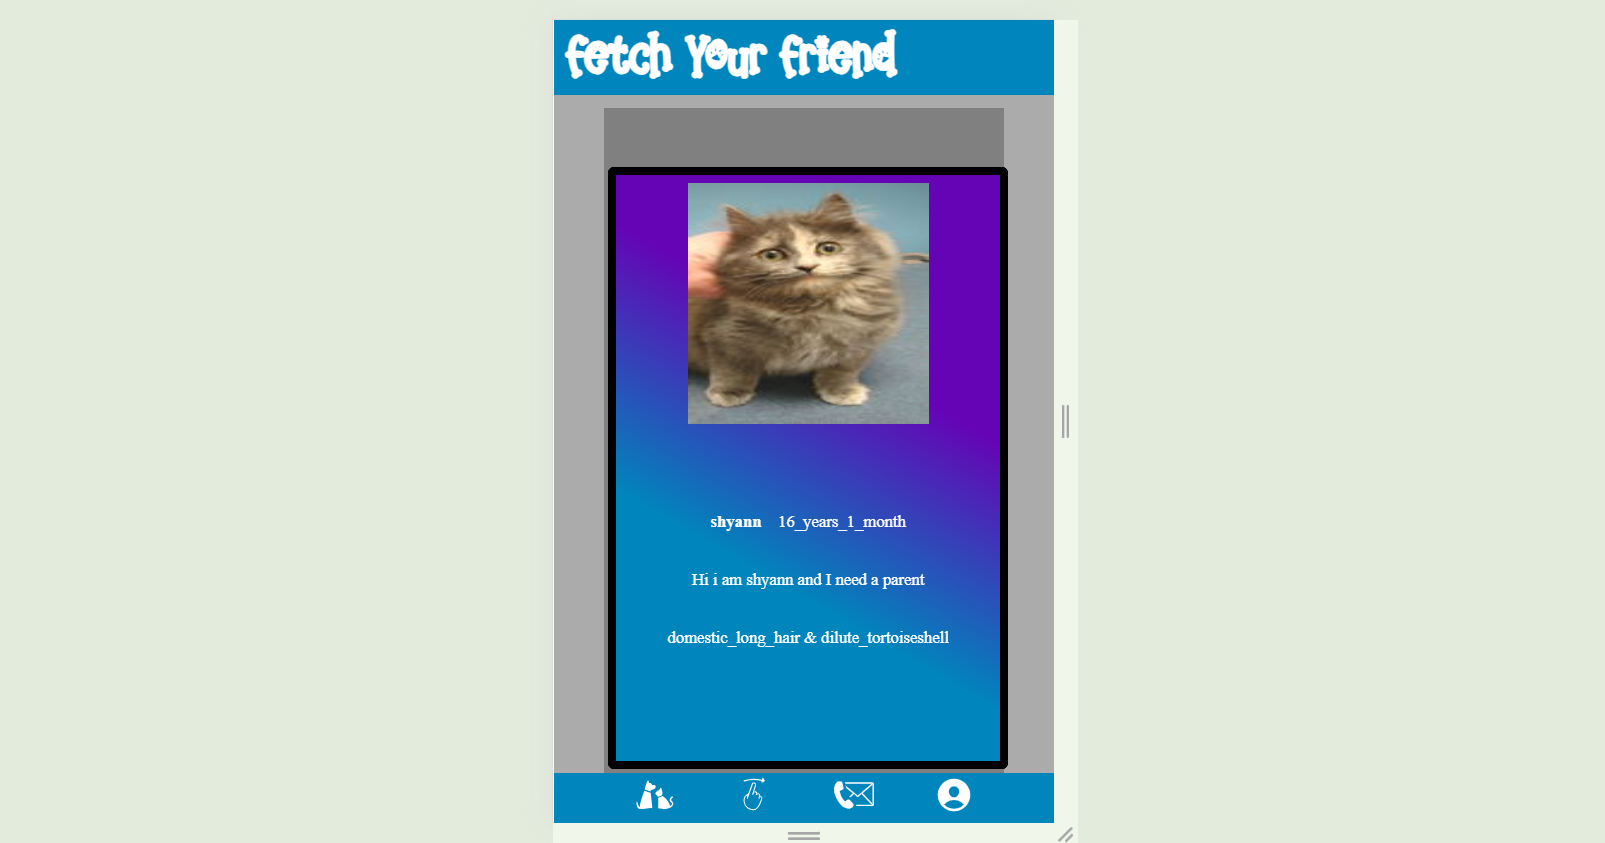 fetch Your friend
shyann 16_years_1_month
Hi i am shyann and I need a parent
domestic_long_hair & dilute_tortoiseshell